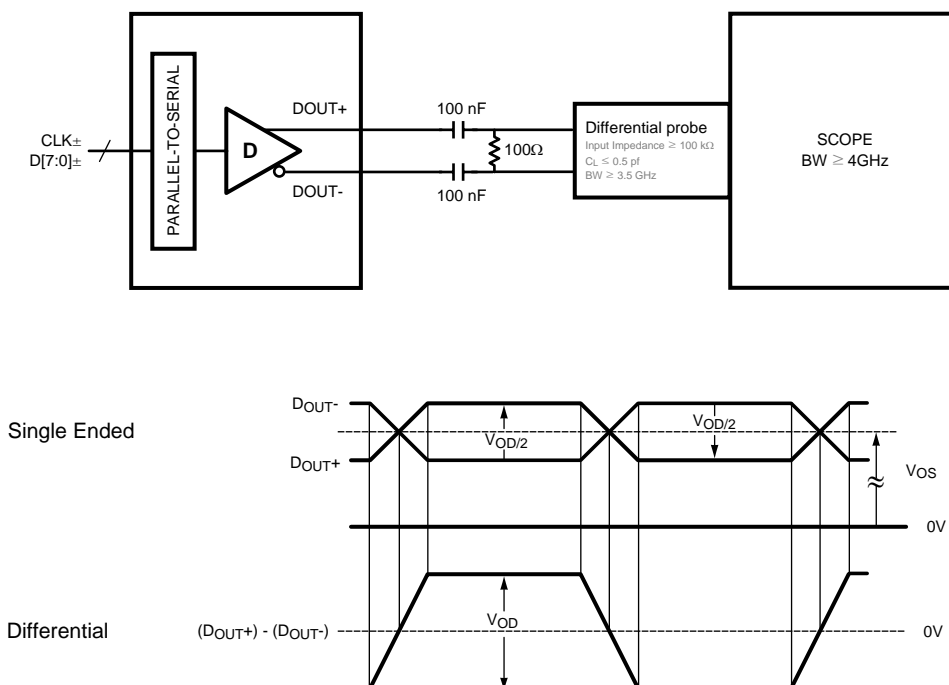 PARALLEL-TO-SERIAL
CLK±
D[7:0]±
D
DOUT+
DOUT-
100 nF
100Ω
100 nF
Differential probe
Input Impedance ≥ 100 kΩ
CL ≤ 0.5 pf
BW ≥ 3.5 GHz
SCOPE
BW ≥ 4GHz
Single Ended
DOUT-
DOUT+
VOD/2
VOD/2
≈
VOS
0V
Differential
(DOUT+) - (DOUT-)
VOD
0V